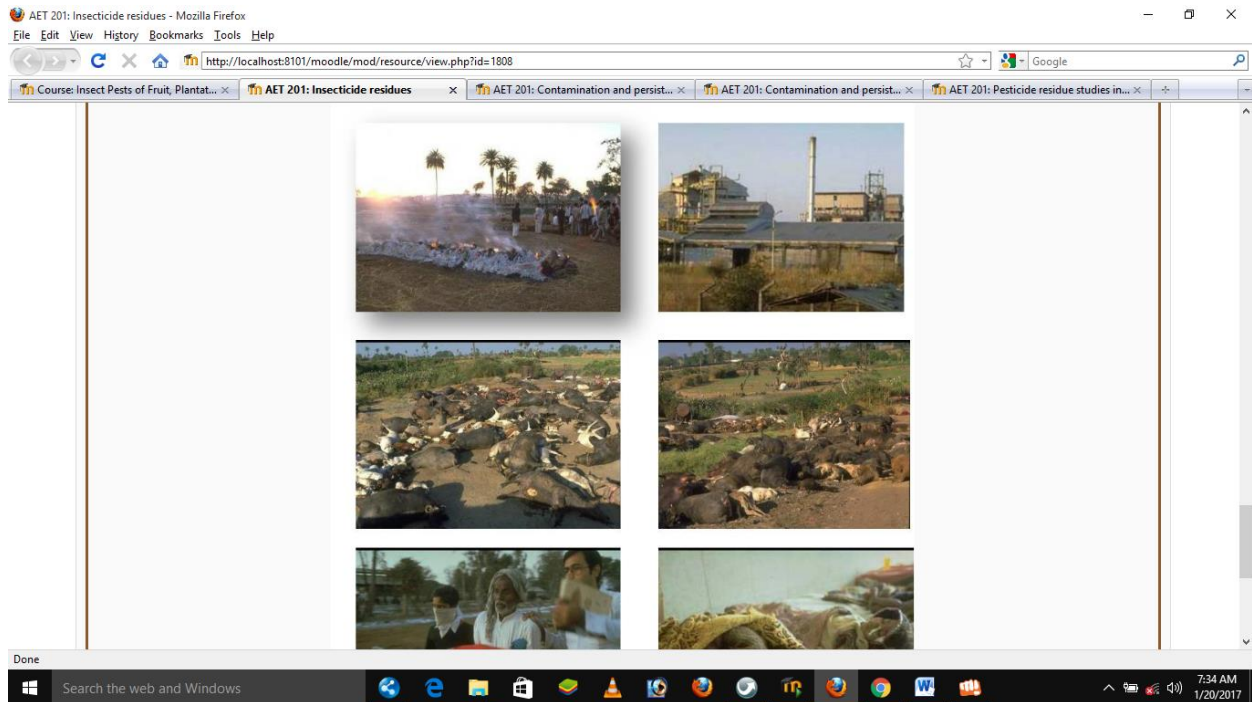 AET 201: Insecticide residues - Mozilla Firefox
File Edit View History Bookmarks Tools Help
http://localhost:8101/moodle/mod/resource/view.php?id=1808
Google
Course: Insect Pests of Fruit, Plantat...
AET 201: Insecticide residues
AET 201: Contamination and persist...
AET 201: Contamination and persist...
AET 201: Pesticide residue studies in...
Done
Search the web and Windows
7:34 AM
1/20/2017